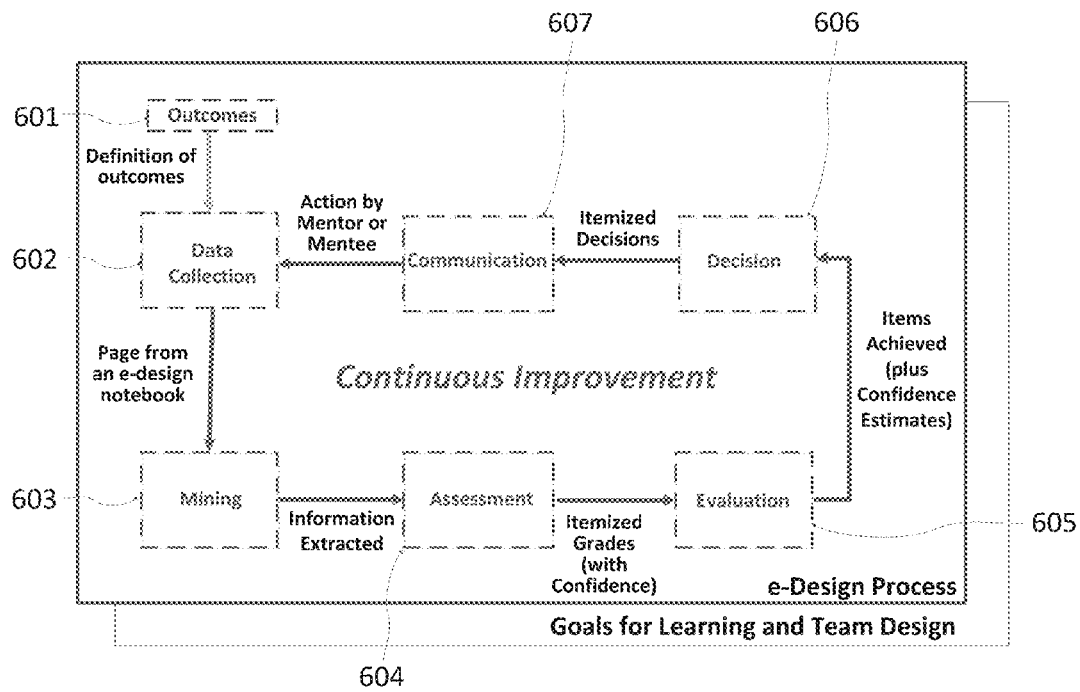 607
606
601
Outcomes
Definition of
outcomes
Action by
Mentor or
Mentee
Itemized
Decisions
602
Data
Collection
Communication
Decision
Page from
an e-design
notebook
Continuous Improvement
Items
Achieved
(plus
Confidence
Estimates)
603
Mining
Information
Extracted
Assessment
Itemized
Grades
(with
Confidence)
Evaluation
605
e-Design Process
Goals for Learning and Team Design
604